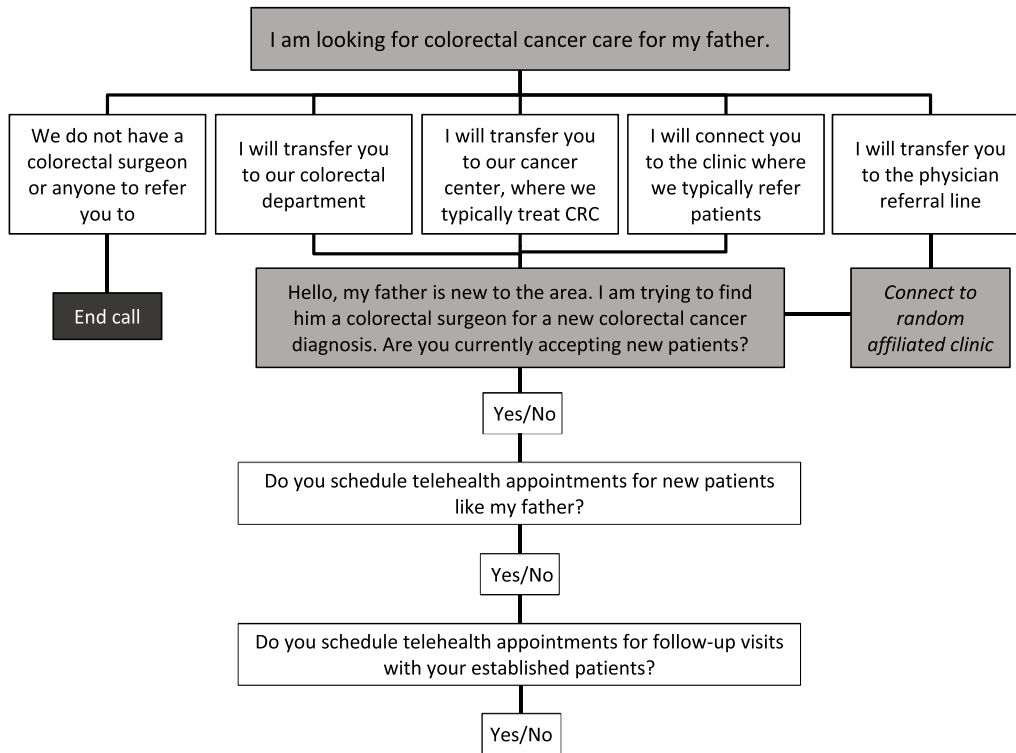 I am looking for colorectal cancer care for my father.
We do not have a
colorectal surgeon
or anyone to refer
you to
I will transfer you
to our colorectal
department
I will transfer you
to our cancer
center, where we
typically treat CRC
I will connect you
to the clinic where
we typically refer
patients
I will transfer you
to the physician
referral line
End call
Hello, my father is new to the area. I am trying to find
him a colorectal surgeon for a new colorectal cancer
diagnosis. Are you currently accepting new patients?
Connect to
random
affiliated clinic
Yes/No
Do you schedule telehealth appointments for new patients
like my father?
Yes/No
Do you schedule telehealth appointments for follow-up visits
with your established patients?
Yes/No